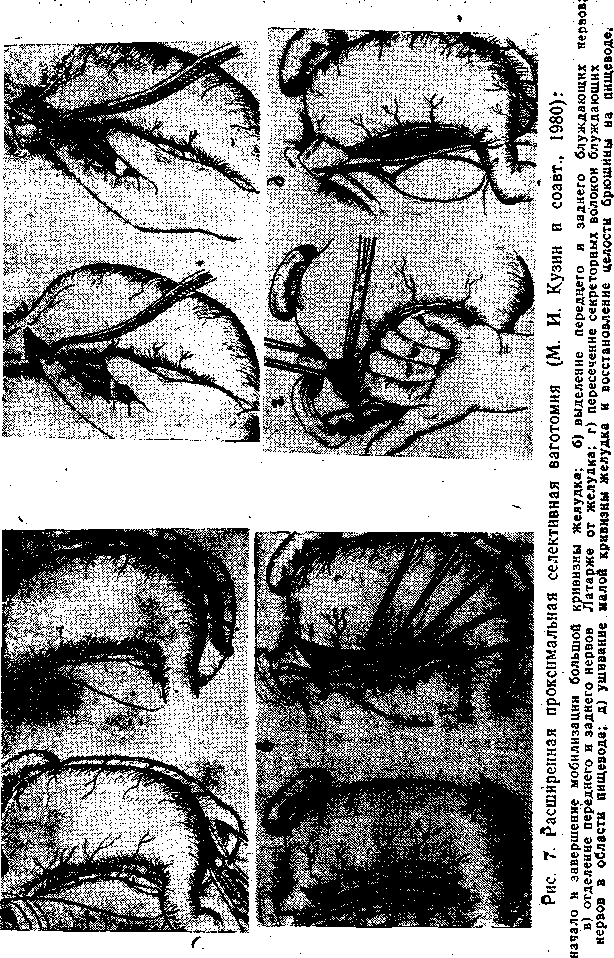 Рис. 7. Расширенная проксимальная селективная ваготомия (М. И. Кузин и соавт., 1980):
начало и завершение мобилизации большой кривизны желудка; б) выделение переднего и заднего блуждающих нервов;
в) отделение переднего и заднего нервов Латарже от желудка; г) пересечение секреторных волокон блуждающих
нервов в области пищевода; д) ушивание малой кривизны желудка и восстановление целости брюшины на пищеводе.